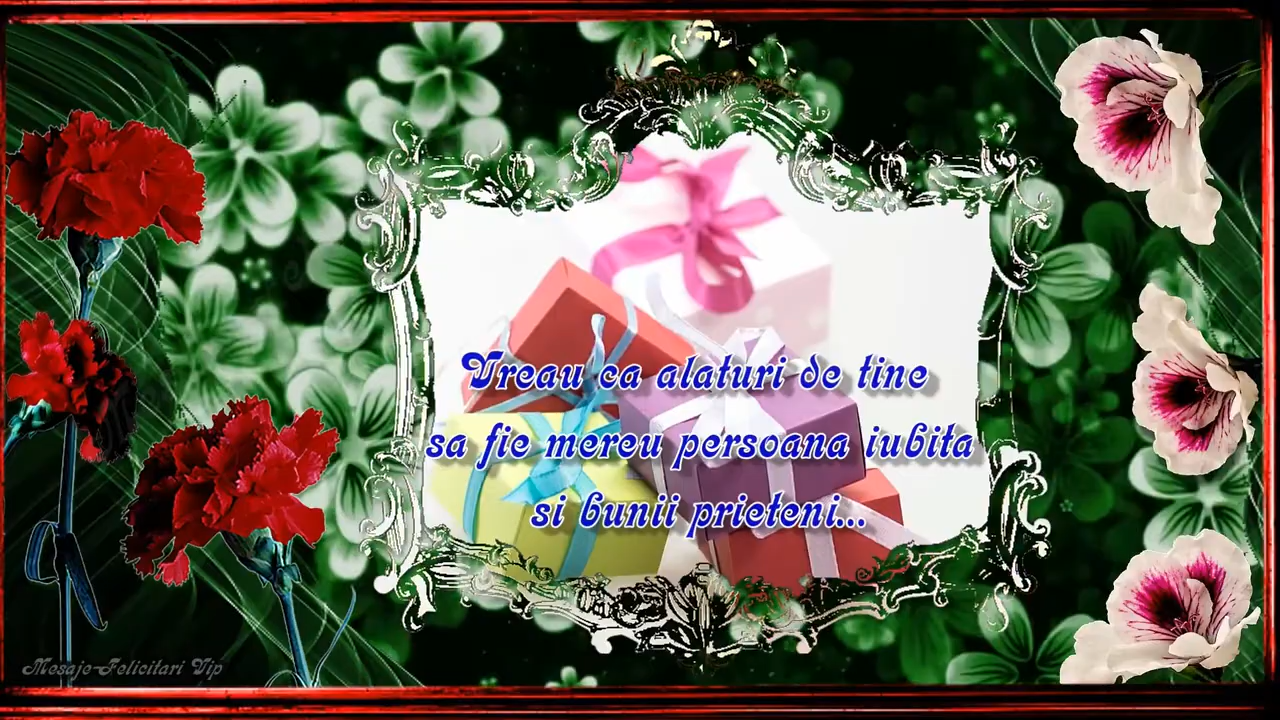 Vreau ca alaturi de tine
sa fie mereu persoana iubita
si bunii prieteni...
Mesaje-Felicitari Vip